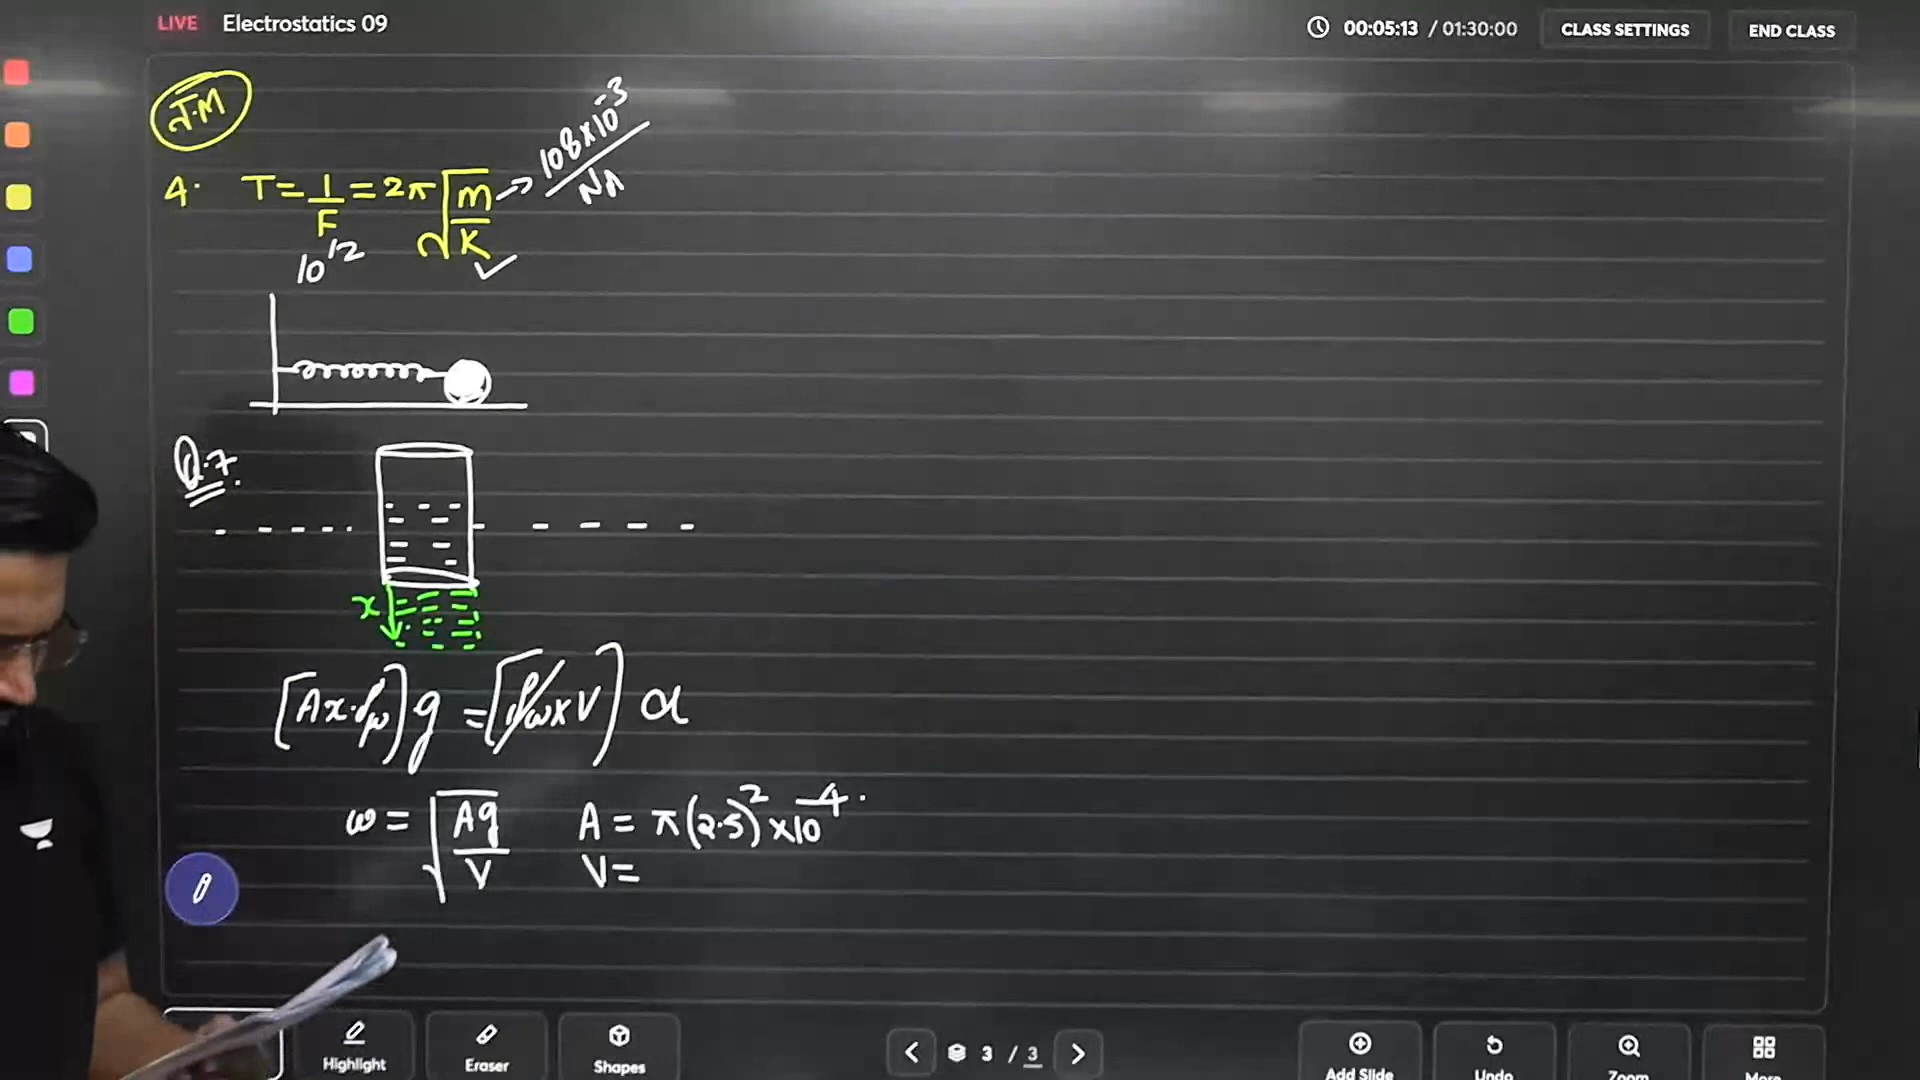 LIVE Electrostatics 09
00:05:13 / 01:30:00 CLASS SETTINGS END CLASS
4. T = 1/F = 2π √(m/K) → 108×10⁻³/NA
10¹² ✓
Q.7.
x
[Ax·ρw]g = [ρw×V] a
ω = √(Ag/V) A = π(2.5)²×10⁻⁴.
V =
Highlight Eraser Shapes 3 / 3 Add Slide Undo Zoom More